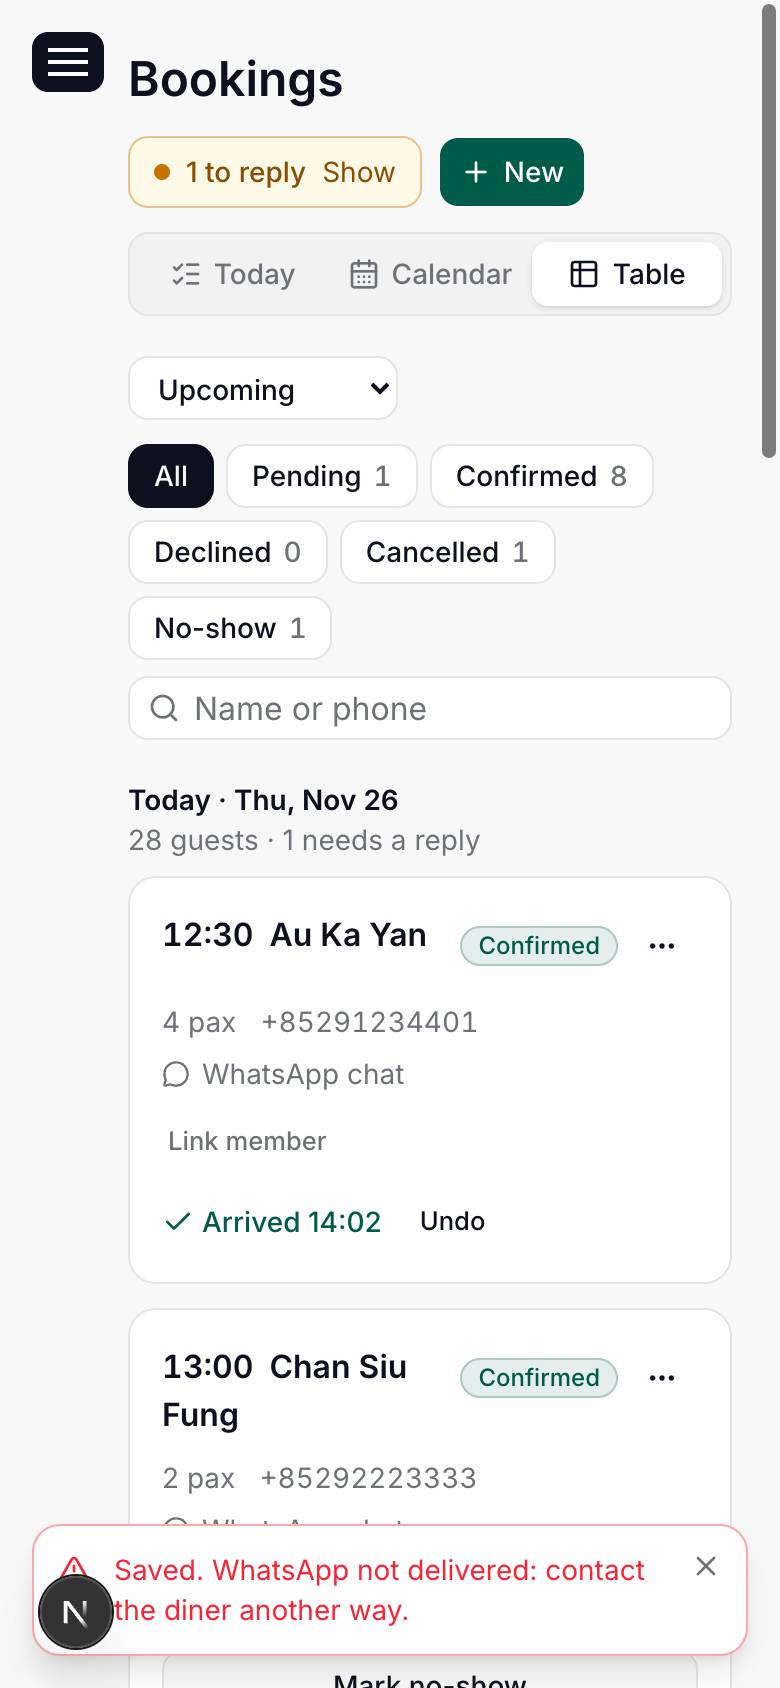 Bookings
1 to reply Show
New
Today
Calendar
Table
Upcoming
All
Pending 1
Confirmed 8
Declined 0
Cancelled 1
No-show 1
Name or phone
Today · Thu, Nov 26
28 guests · 1 needs a reply
12:30 Au Ka Yan
Confirmed
4 pax +85291234401
WhatsApp chat
Link member
Arrived 14:02
Undo
13:00 Chan Siu
Fung
Confirmed
2 pax +85292223333
Saved. WhatsApp not delivered: contact
the diner another way.
N
Mark no-show